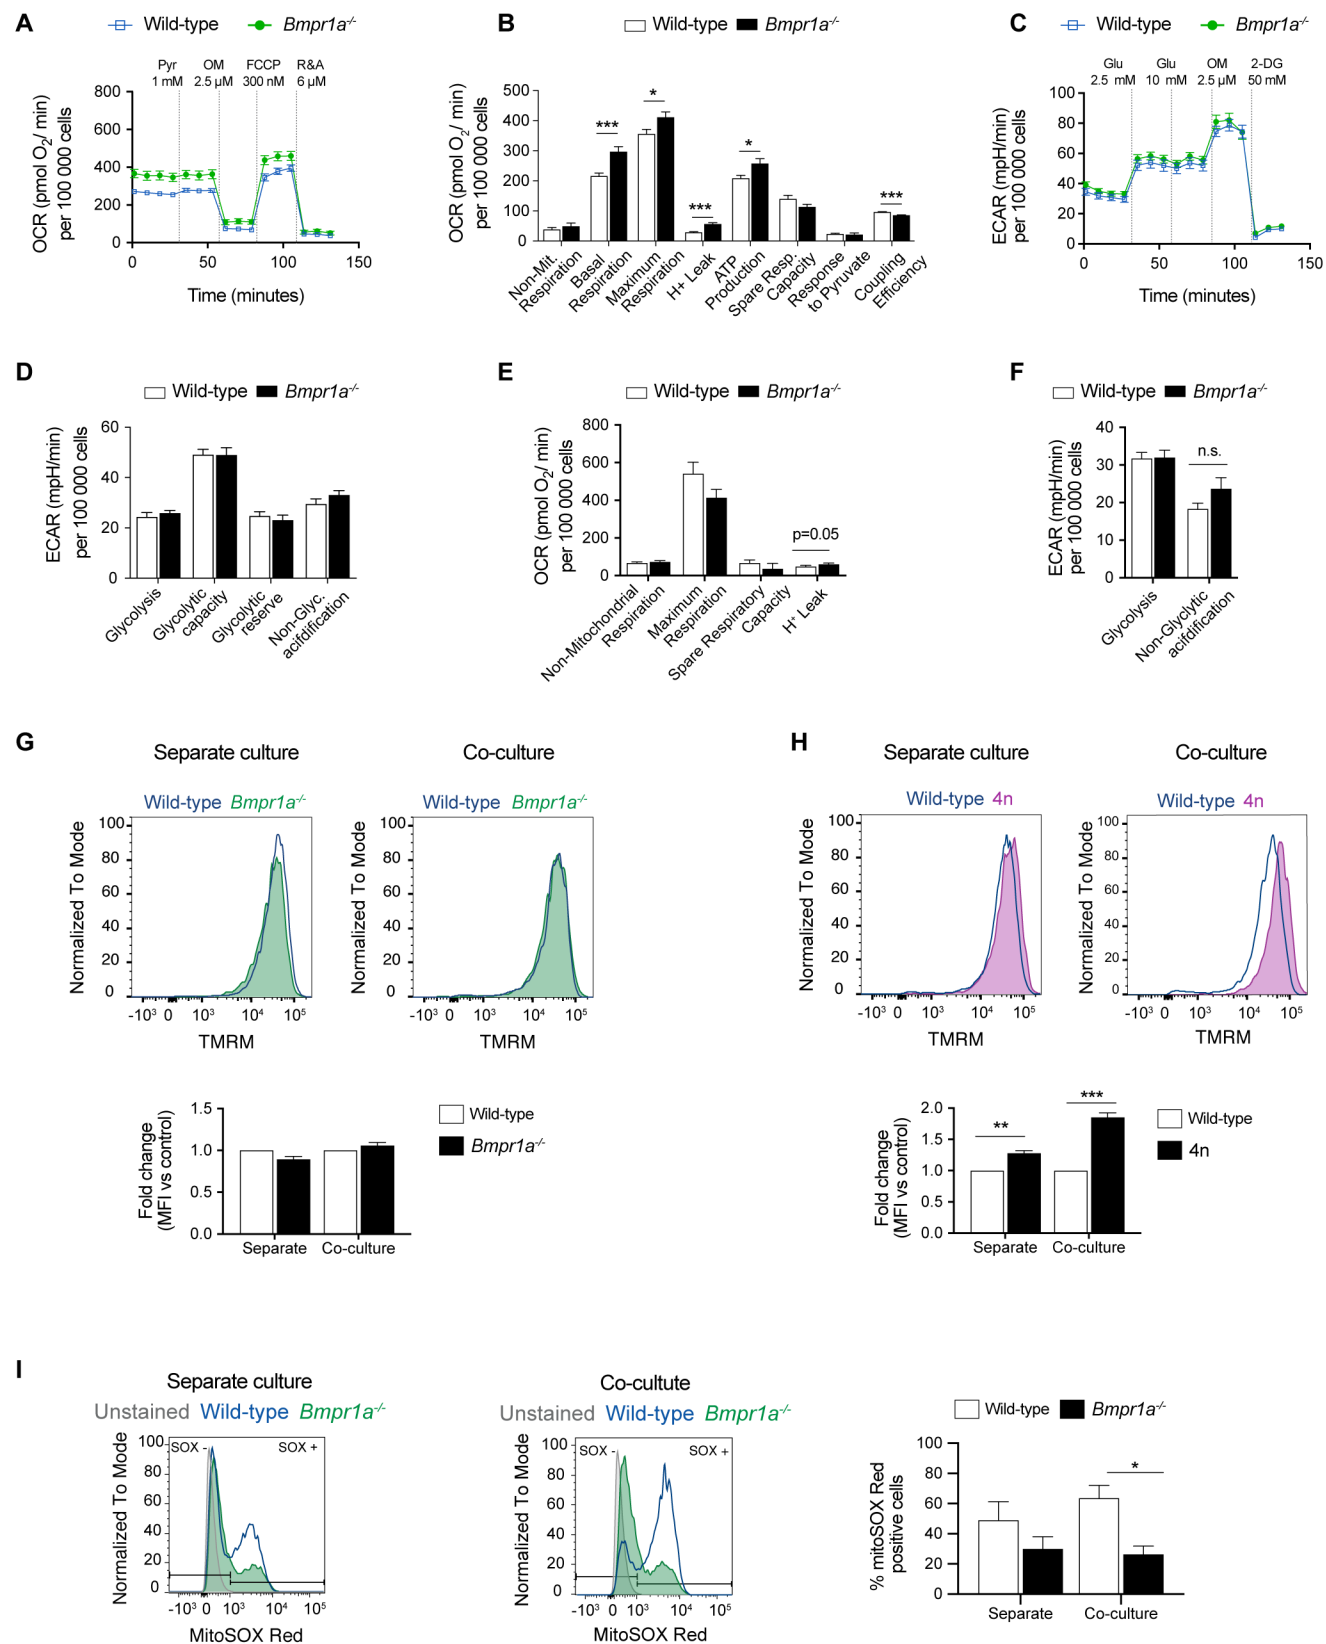 A
Wild-type Bmpr1a-/-
Pyr OM FCCP R&A
1 mM 2.5 µM 300 nM 6 µM
OCR (pmol O2/ min)
per 100 000 cells
800
600
400
200
0
0 50 100 150
Time (minutes)
B
Wild-type Bmpr1a-/-
OCR (pmol O2/ min)
per 100 000 cells
500
400
300
200
100
0
*** * *** * ***
Non-Mit.
Respiration
Basal
Respiration
Maximum
Respiration
H+ Leak
ATP
Production
Spare Resp.
Capacity
Response
to Pyruvate
Coupling
Efficiency
C
Wild-type Bmpr1a-/-
Glu Glu OM 2-DG
2.5 mM 10 mM 2.5 µM 50 mM
ECAR (mpH/min)
per 100 000 cells
100
80
60
40
20
0
0 50 100 150
Time (minutes)
D
Wild-type Bmpr1a-/-
ECAR (mpH/min)
per 100 000 cells
60
40
20
0
Glycolysis
Glycolytic
capacity
Glycolytic
reserve
Non-Glyc.
acifdification
E
Wild-type Bmpr1a-/-
OCR (pmol O2/ min)
per 100 000 cells
800
600
400
200
0
p=0.05
Non-Mitochondrial
Respiration
Maximum
Respiration
Spare Respiratory
Capacity
H+ Leak
F
Wild-type Bmpr1a-/-
ECAR (mpH/min)
per 100 000 cells
40
30
20
10
0
n.s.
Glycolysis
Non-Glyclytic
acifdification
G
Separate culture
Wild-type Bmpr1a-/-
Normalized To Mode
100
80
60
40
20
0
-10³ 0 10³ 10⁴ 10⁵
TMRM
Co-culture
Wild-type Bmpr1a-/-
Normalized To Mode
100
80
60
40
20
0
-10³ 0 10³ 10⁴ 10⁵
TMRM
Fold change
(MFI vs control)
1.5
1.0
0.5
0.0
Separate Co-culture
Wild-type
Bmpr1a-/-
H
Separate culture
Wild-type 4n
Normalized To Mode
100
80
60
40
20
0
-10³ 0 10³ 10⁴ 10⁵
TMRM
Co-culture
Wild-type 4n
Normalized To Mode
100
80
60
40
20
0
-10³ 0 10³ 10⁴ 10⁵
TMRM
Fold change
(MFI vs control)
2.0
1.5
1.0
0.5
0.0
** ***
Separate Co-culture
Wild-type
4n
I
Separate culture
Unstained Wild-type Bmpr1a-/-
Normalized To Mode
100
80
60
40
20
0
SOX - SOX +
-10³ 0 10³ 10⁴ 10⁵
MitoSOX Red
Co-cultute
Unstained Wild-type Bmpr1a-/-
Normalized To Mode
100
80
60
40
20
0
SOX - SOX +
-10³ 0 10³ 10⁴ 10⁵
MitoSOX Red
Wild-type Bmpr1a-/-
% mitoSOX Red
positive cells
100
80
60
40
20
0
*
Separate Co-culture